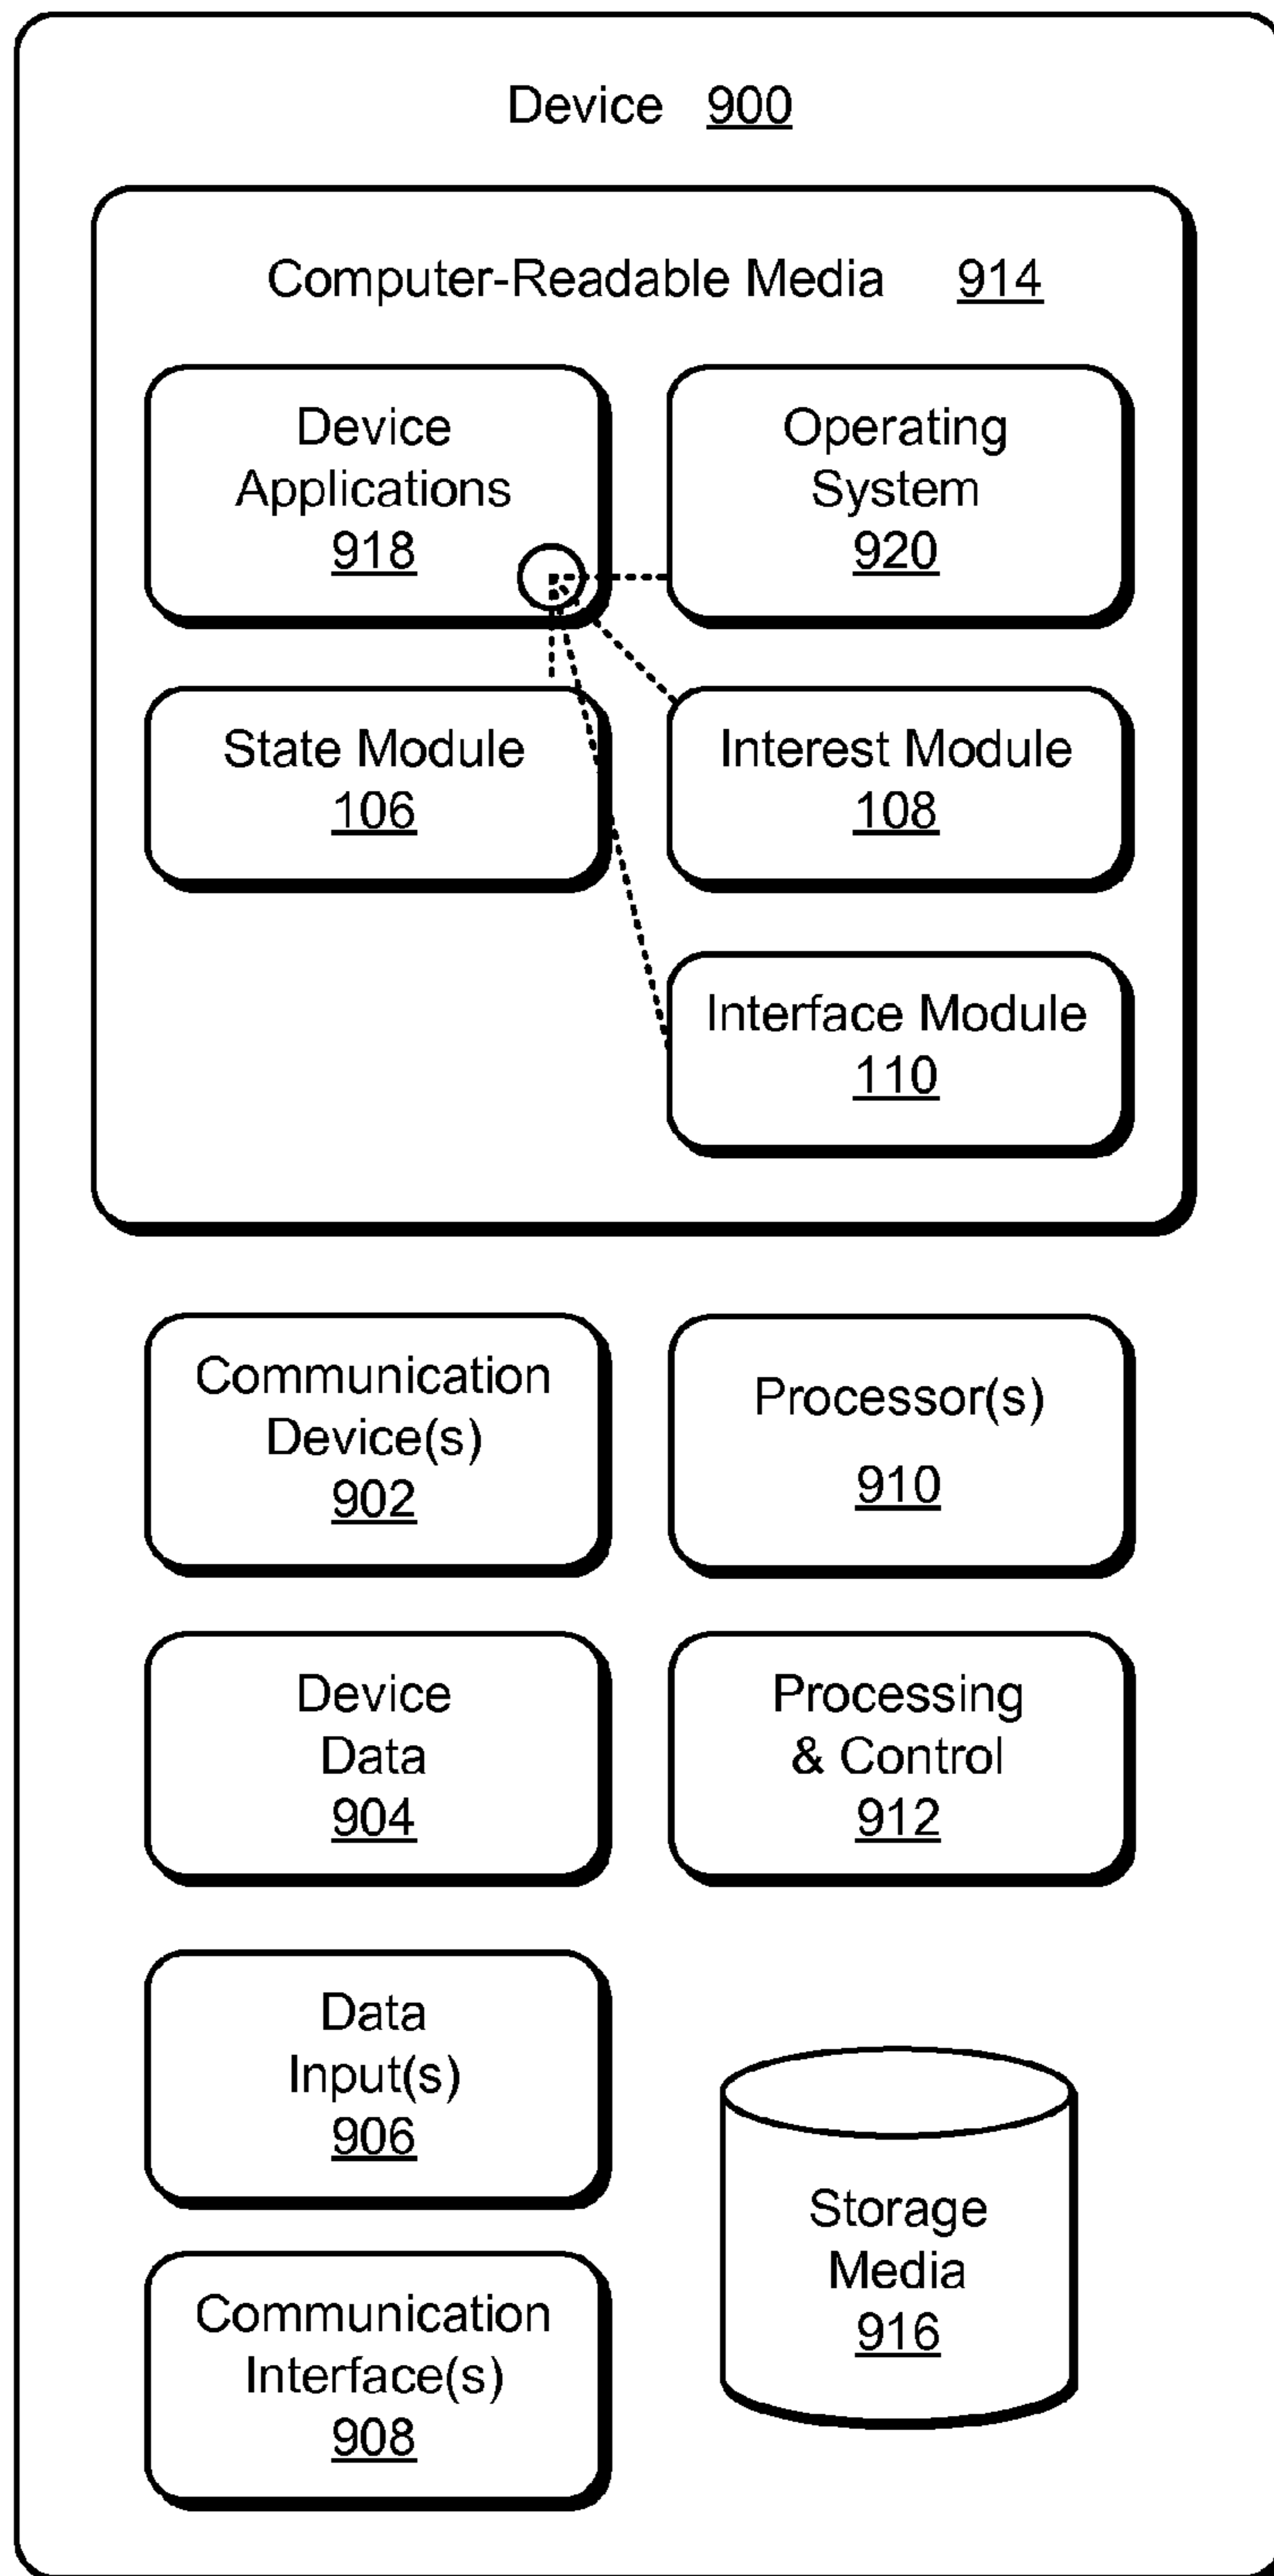 Device 900
Computer-Readable Media 914
Device
Applications
918
Operating
System
920
State Module
106
Interest Module
108
Interface Module
110
Communication
Device(s)
902
Processor(s)
910
Device
Data
904
Processing
& Control
912
Data
Input(s)
906
Storage
Media
916
Communication
Interface(s)
908